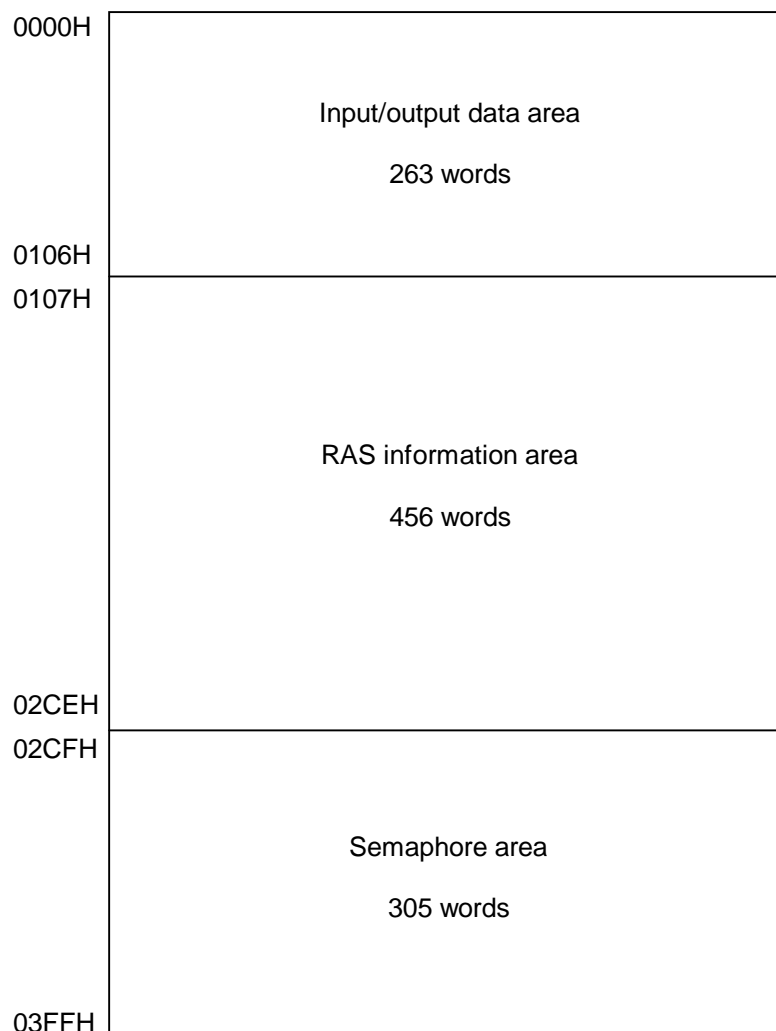 0000H
Input/output data area
263 words
0106H
0107H
RAS information area
456 words
02CEH
02CFH
Semaphore area
305 words
03FFH